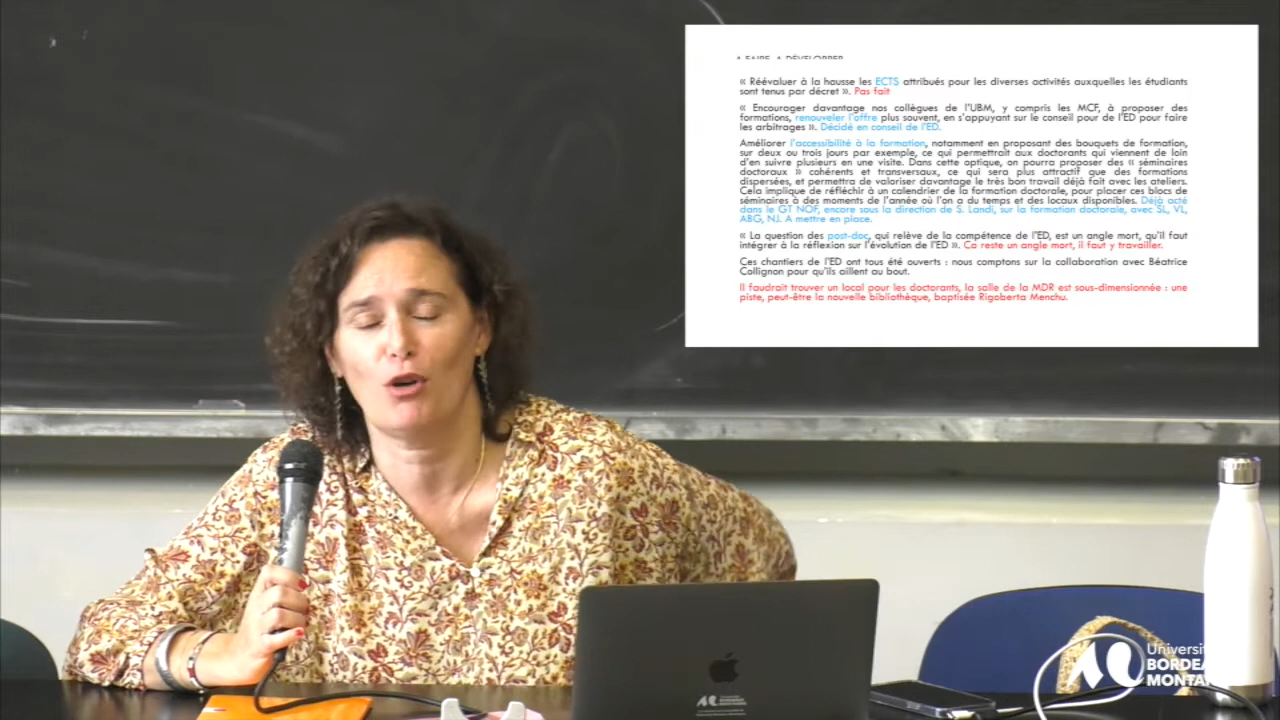 A FAIRE, A DÉVELOPPER
« Réévaluer à la hausse les ECTS attribués pour les diverses activités auxquelles les étudiants
sont tenus par décret ». Pas fait
« Encourager davantage nos collègues de l'UBM, y compris les MCF, à proposer des
formations, renouveler l'offre plus souvent, en s'appuyant sur le conseil pour de l'ED pour faire
les arbitrages ». Décidé en conseil de l'ED.
Améliorer l'accessibilité à la formation, notamment en proposant des bouquets de formation,
sur deux ou trois jours par exemple, ce qui permettrait aux doctorants qui viennent de loin
d'en suivre plusieurs en une visite. Dans cette optique, on pourra proposer des « séminaires
doctoraux » cohérents et transversaux, ce qui sera plus attractif que des formations
dispersées, et permettra de valoriser davantage le très bon travail déjà fait avec les ateliers.
Cela implique de réfléchir à un calendrier de la formation doctorale, pour placer ces blocs de
séminaires à des moments de l'année où l'on a du temps et des locaux disponibles. Déjà acté
dans le GT NOF, encore sous la direction de S. Landi, sur la formation doctorale, avec SL, VL,
ABG, NJ. A mettre en place.
« La question des post-doc, qui relève de la compétence de l'ED, est un angle mort, qu'il faut
intégrer à la réflexion sur l'évolution de l'ED ». Ca reste un angle mort, il faut y travailler.
Ces chantiers de l'ED ont tous été ouverts : nous comptons sur la collaboration avec Béatrice
Collignon pour qu'ils aillent au bout.
Il faudrait trouver un local pour les doctorants, la salle de la MDR est sous-dimensionnée : une
piste, peut-être la nouvelle bibliothèque, baptisée Rigoberta Menchu.
Universit
BORDEA
MONTA